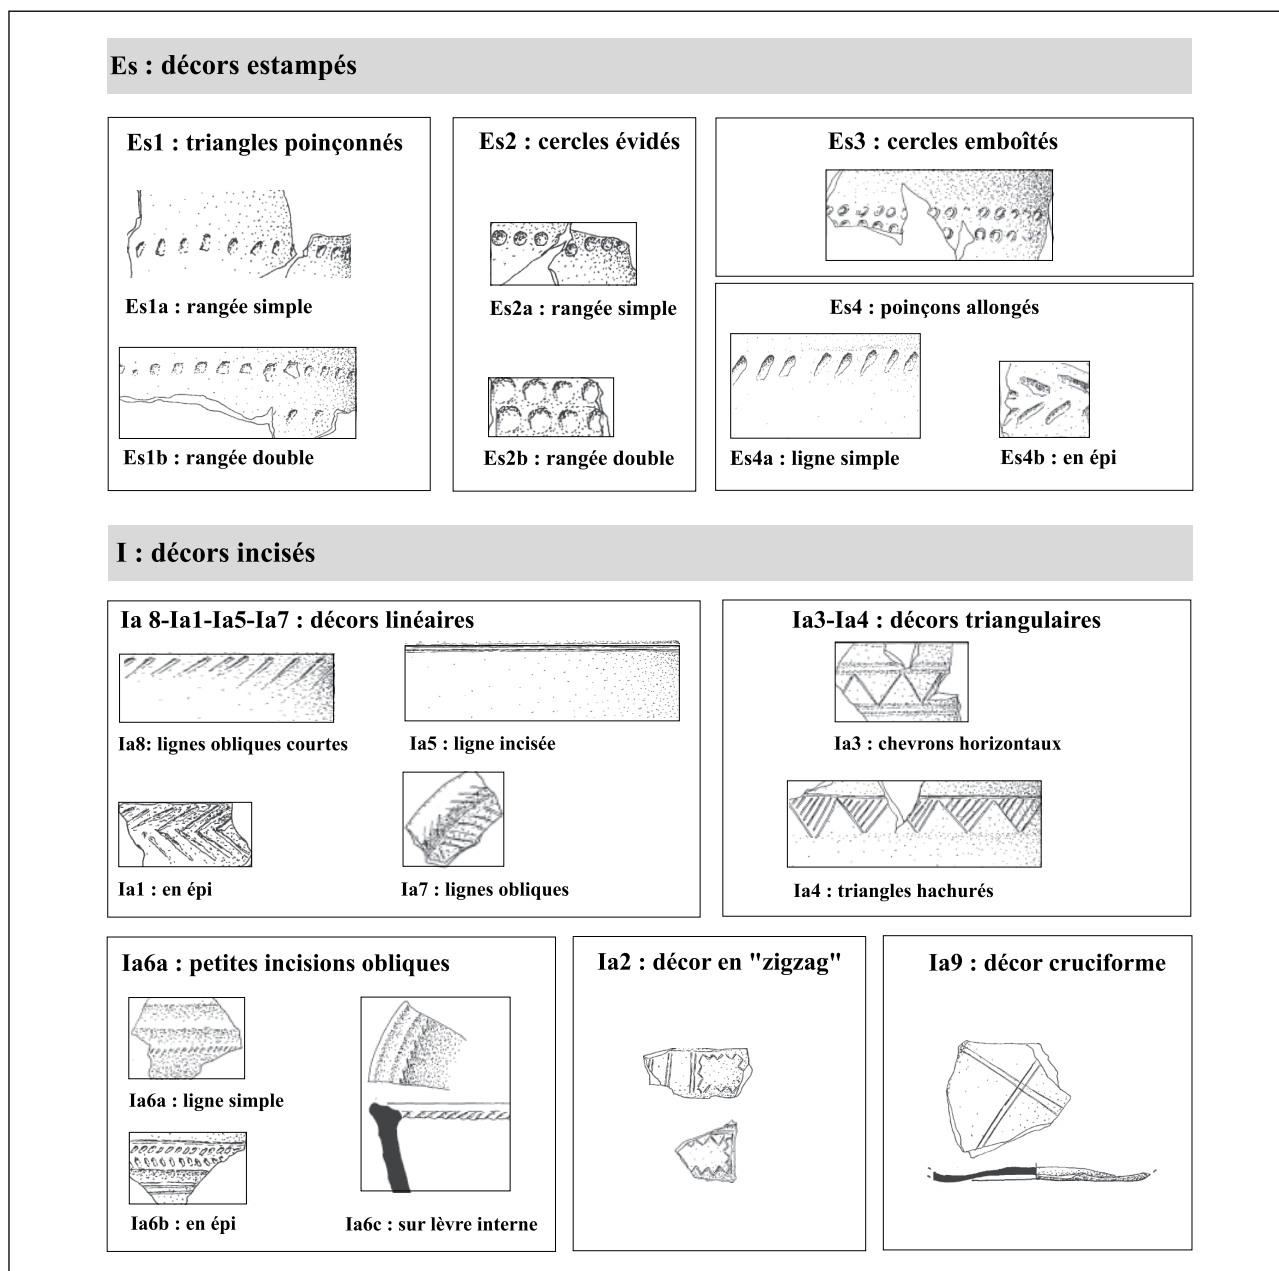 Es : décors estampés
Es1 : triangles poinçonnés
Es1a : rangée simple
Es1b : rangée double
Es2 : cercles évidés
Es2a : rangée simple
Es2b : rangée double
Es3 : cercles emboîtés
Es4 : poinçons allongés
Es4a : ligne simple
Es4b : en épi
I : décors incisés
Ia 8-Ia1-Ia5-Ia7 : décors linéaires
Ia8: lignes obliques courtes
Ia5 : ligne incisée
Ia1 : en épi
Ia7 : lignes obliques
Ia3-Ia4 : décors triangulaires
Ia3 : chevrons horizontaux
Ia4 : triangles hachurés
Ia6a : petites incisions obliques
Ia6a : ligne simple
Ia6b : en épi
Ia6c : sur lèvre interne
Ia2 : décor en "zigzag"
Ia9 : décor cruciforme